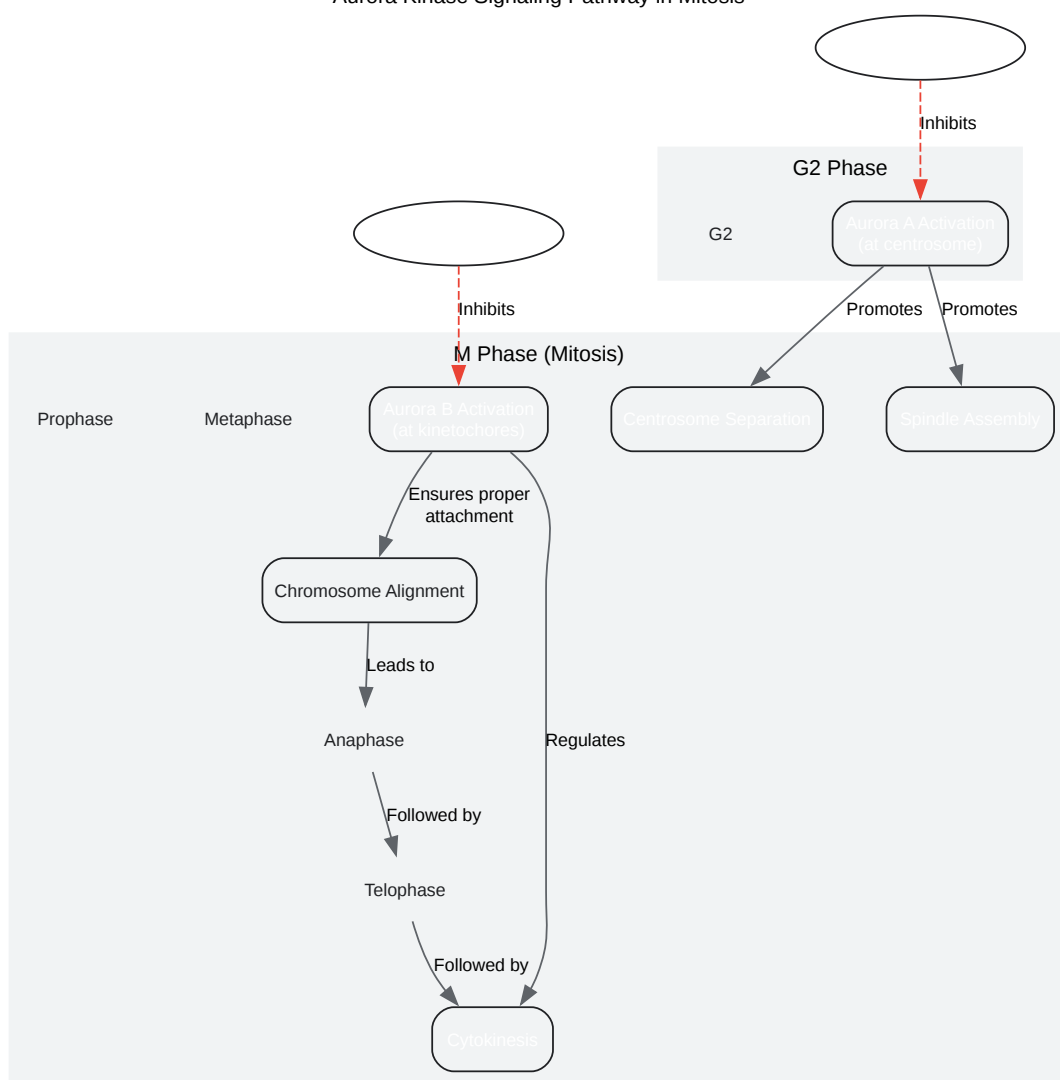 Aurora Kinase Signaling Pathway in Mitosis
Inhibits
G2 Phase
G2
Aurora A Activation
(at centrosome)
Inhibits
Promotes
Promotes
M Phase (Mitosis)
Prophase
Metaphase
Aurora B Activation
(at kinetochores)
Centrosome Separation
Spindle Assembly
Ensures proper
attachment
Chromosome Alignment
Leads to
Anaphase
Regulates
Followed by
Telophase
Followed by
Cytokinesis